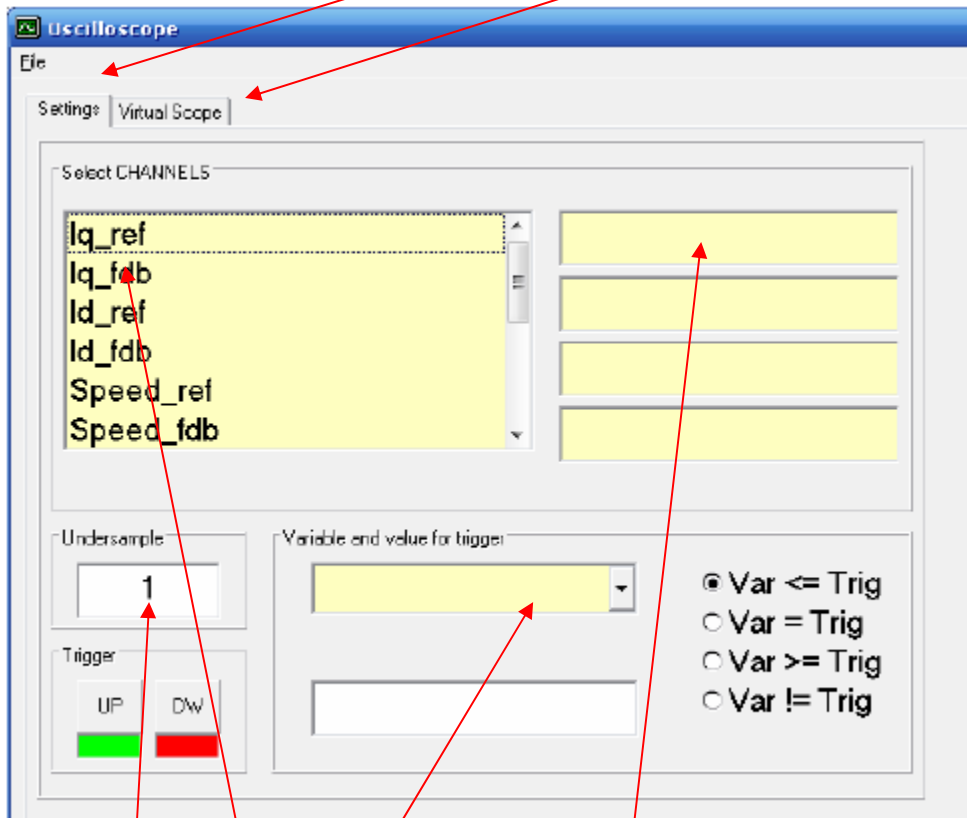 Oscilloscope
File
Settings Virtual Scope
Select CHANNELS
Iq_ref
Iq_fdb
Id_ref
Id_fdb
Speed_ref
Speed_fdb
Undersample
1
Variable and value for trigger
Var <= Trig
Var = Trig
Var >= Trig
Var != Trig
Trigger
UP DW